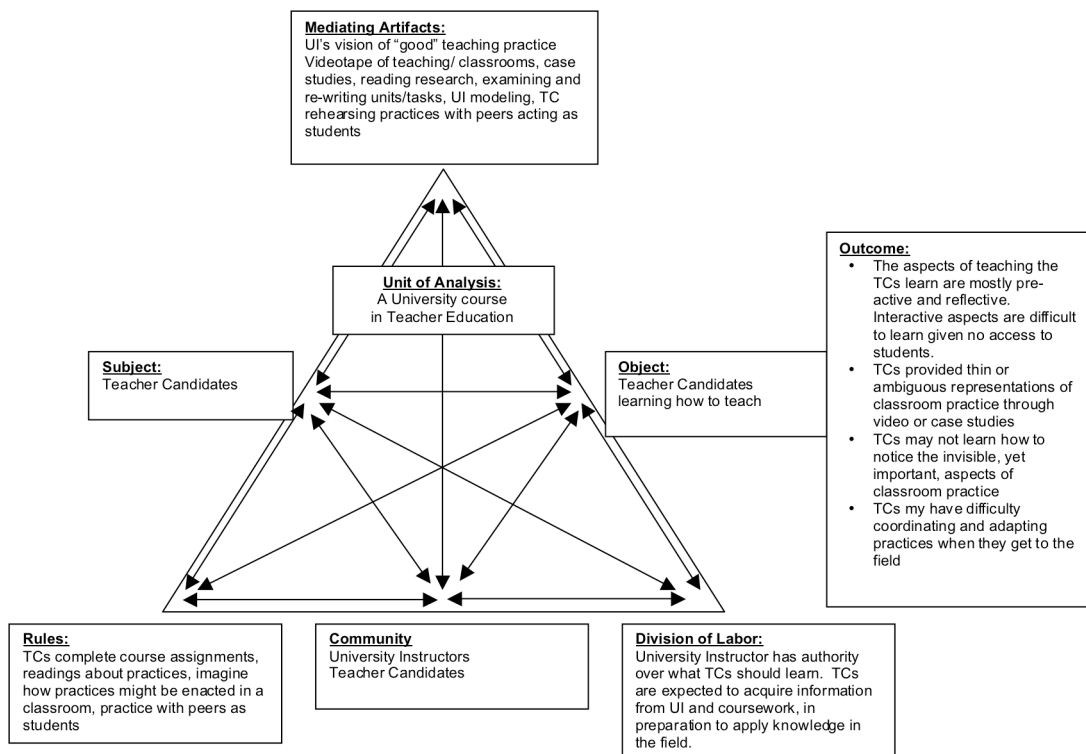 Mediating Artifacts:
UI's vision of “good” teaching practice
Videotape of teaching/ classrooms, case
studies, reading research, examining and
re-writing units/tasks, UI modeling, TC
rehearsing practices with peers acting as
students
Unit of Analysis:
A University course
in Teacher Education
Subject:
Teacher Candidates
Object:
Teacher Candidates
learning how to teach
Outcome:
• The aspects of teaching the
TCs learn are mostly pre-
active and reflective.
Interactive aspects are difficult
to learn given no access to
students.
• TCs provided thin or
ambiguous representations of
classroom practice through
video or case studies
• TCs may not learn how to
notice the invisible, yet
important, aspects of
classroom practice
• TCs my have difficulty
coordinating and adapting
practices when they get to the
field
Rules:
TCs complete course assignments,
readings about practices, imagine
how practices might be enacted in a
classroom, practice with peers as
students
Community
University Instructors
Teacher Candidates
Division of Labor:
University Instructor has authority
over what TCs should learn.  TCs
are expected to acquire information
from UI and coursework, in
preparation to apply knowledge in
the field.